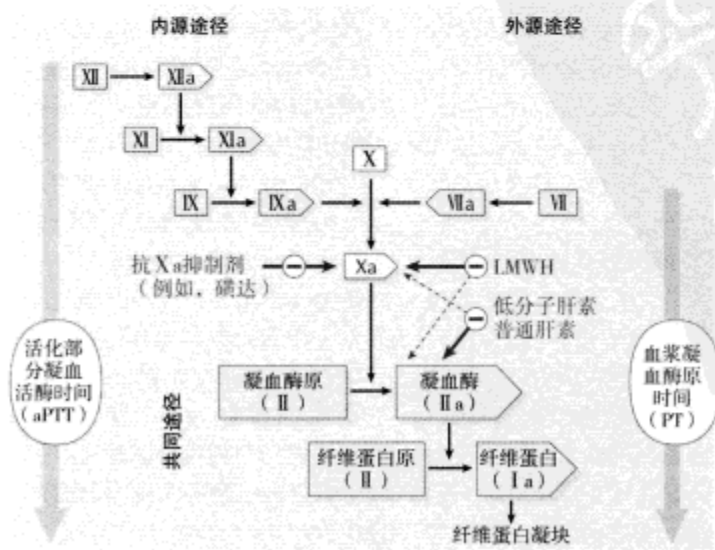 内源途径
外源途径
Ⅻ
Ⅻa
Ⅺ
Ⅺa
Ⅹ
Ⅸ
Ⅸa
Ⅶa
Ⅶ
抗Ⅹa抑制剂
（例如，磺达）
Ⅹa
LMWH
低分子肝素
普通肝素
活化部
分凝血
活酶时间
（aPTT）
凝血酶原
（Ⅱ）
凝血酶
（Ⅱa）
血浆凝
血酶原
时间
（PT）
共同途径
纤维蛋白原
（Ⅱ）
纤维蛋白
（Ⅰa）
纤维蛋白凝块